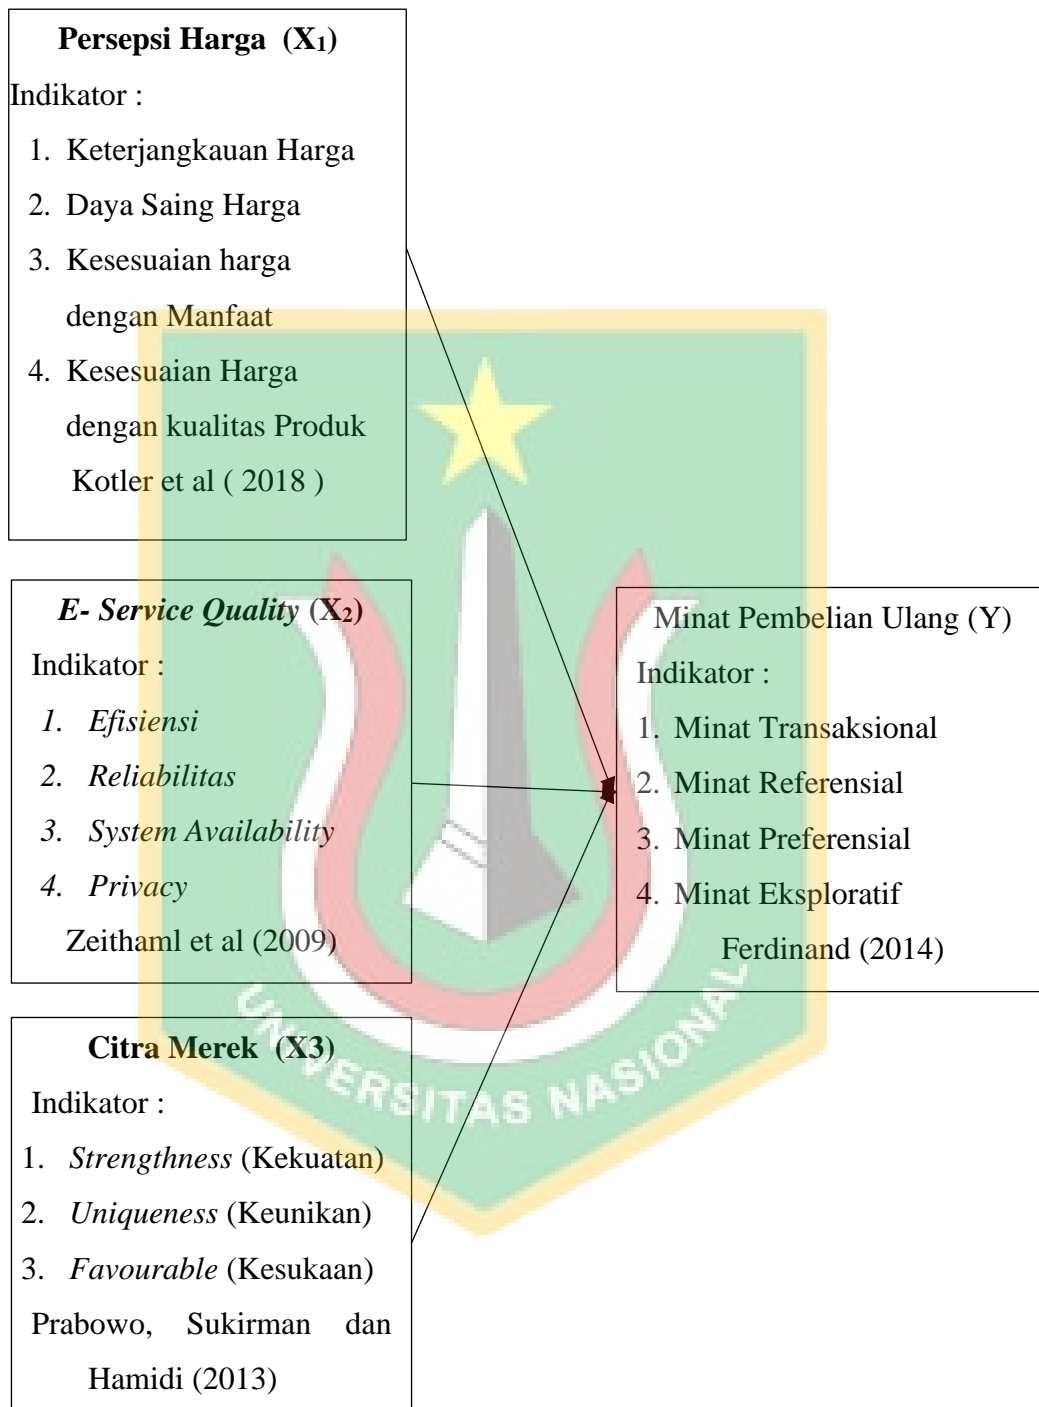 Persepsi Harga (X₁)
Indikator :
1. Keterjangkauan Harga
2. Daya Saing Harga
3. Kesesuaian harga
dengan Manfaat
4. Kesesuaian Harga
dengan kualitas Produk
Kotler et al ( 2018 )
E- Service Quality (X₂)
Indikator :
1. Efisiensi
2. Reliabilitas
3. System Availability
4. Privacy
Zeithaml et al (2009)
Minat Pembelian Ulang (Y)
Indikator :
1. Minat Transaksional
2. Minat Referensial
3. Minat Preferensial
4. Minat Eksploratif
Ferdinand (2014)
Citra Merek (X3)
Indikator :
1. Strengthness (Kekuatan)
2. Uniqueness (Keunikan)
3. Favourable (Kesukaan)
Prabowo, Sukirman dan
Hamidi (2013)
UNIVERSITAS NASIONAL